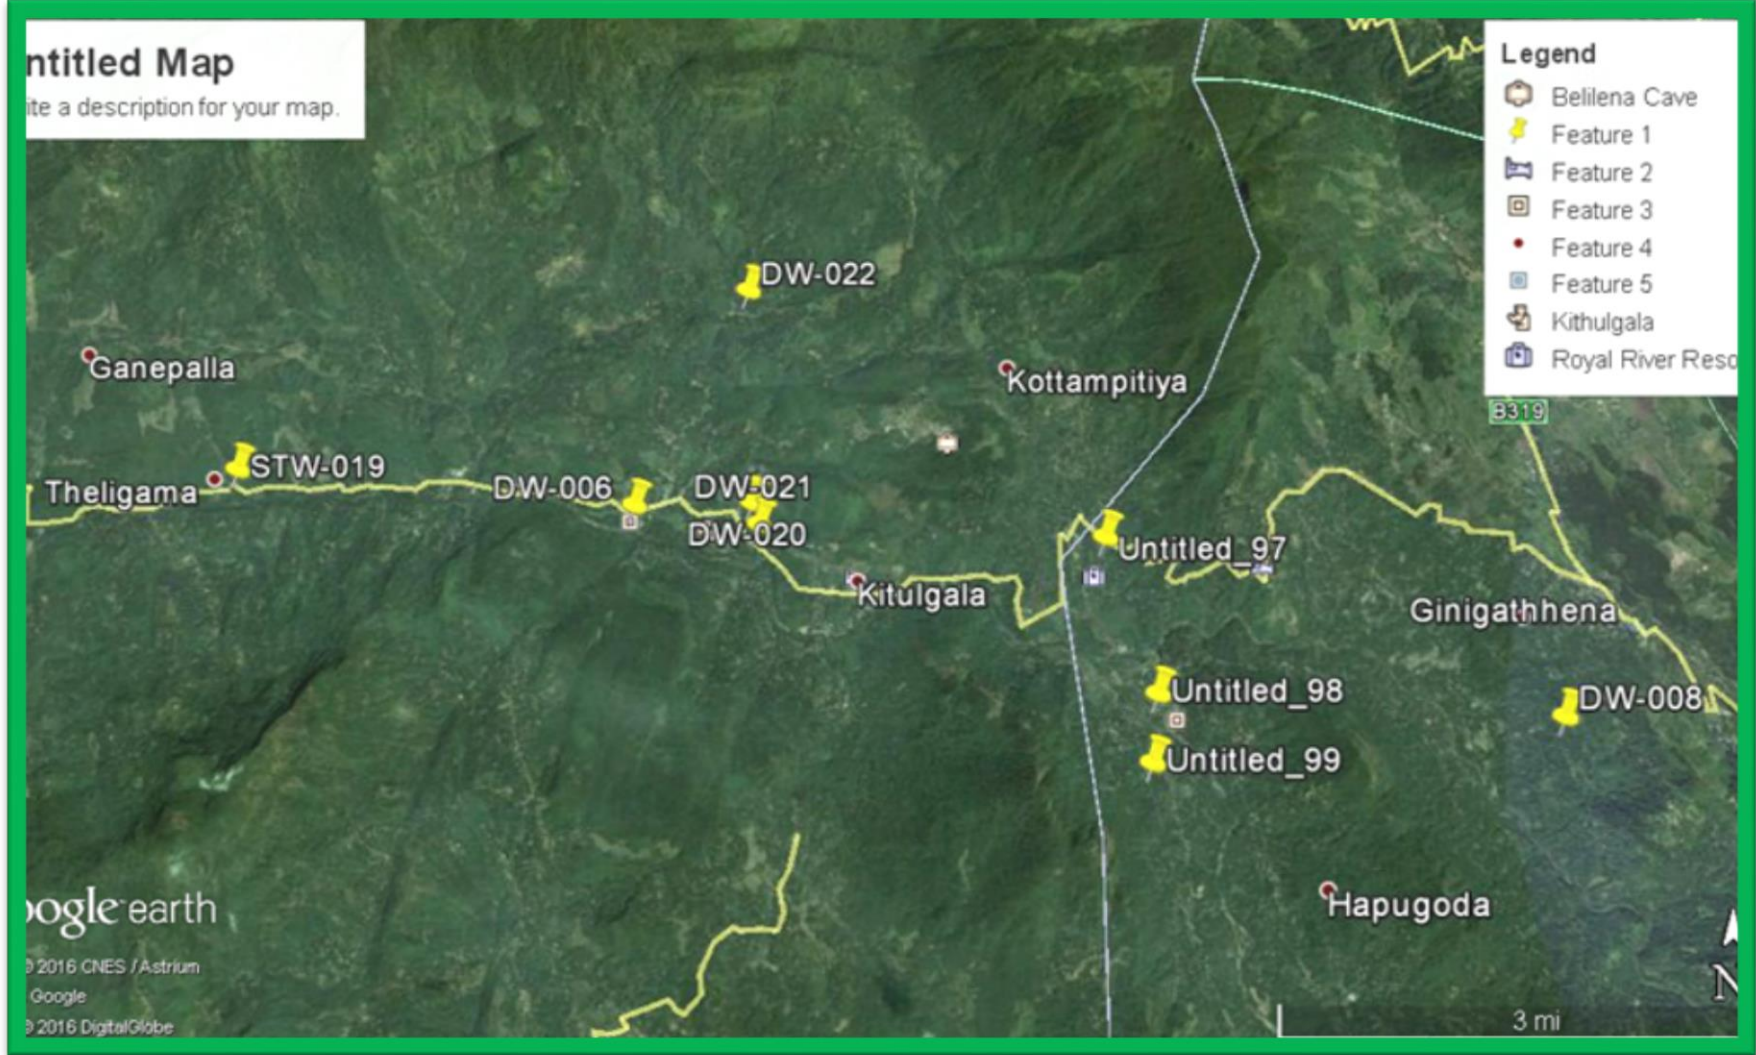 ntitled Map
ite a description for your map.
Legend
Belilena Cave
Feature 1
Feature 2
Feature 3
Feature 4
Feature 5
Kithulgala
Royal River Reso
B319
DW-022
Ganepalla
Kottampitiya
STW-019
Theligama
DW-006
DW-021
DW-020
Untitled_97
Kitulgala
Ginigathhena
Untitled_98
DW-008
Untitled_99
Hapugoda
oogle earth
© 2016 CNES / Astrium
Google
© 2016 DigitalGlobe
3 mi
N